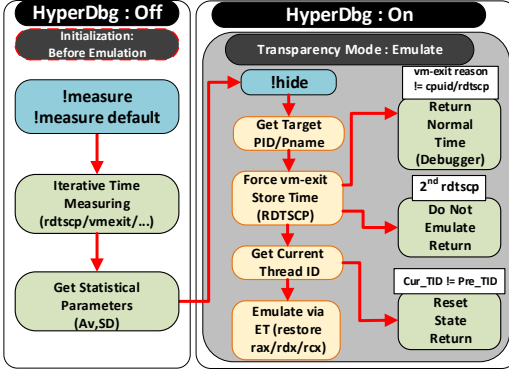 HyperDbg : Off
Initialization:
Before Emulation
!measure
!measure default
Iterative Time
Measuring
(rdtscp/vmexit/...)
Get Statistical
Parameters
(Av,SD)
HyperDbg : On
Transparency Mode : Emulate
!hide
Get Target
PID/Pname
Force vm-exit
Store Time
(RDTSCP)
Get Current
Thread ID
Emulate via
ET (restore
rax/rdx/rcx)
vm-exit reason
!= cpuid/rdtscp
Return
Normal
Time
(Debugger)
2nd rdtscp
Do Not
Emulate
Return
Cur_TID != Pre_TID
Reset
State
Return